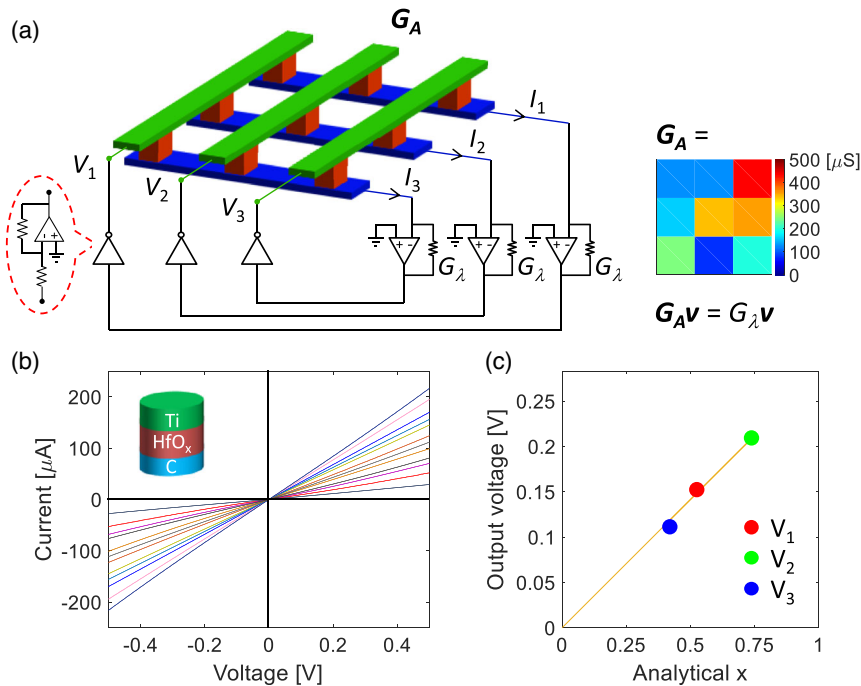 (a)
G_A
I_1
I_2
I_3
V_1
V_2
V_3
- +
+ - + - + -
G_λ G_λ G_λ
G_A =
500 [μS]
400
300
200
100
0
G_A v = G_λ v
(b)
Current [μA]
200
100
0
-100
-200
Ti
HfO_x
C
-0.4 -0.2 0 0.2 0.4
Voltage [V]
(c)
Output voltage [V]
0.25
0.2
0.15
0.1
0.05
0
V_1
V_2
V_3
0 0.25 0.5 0.75 1
Analytical x